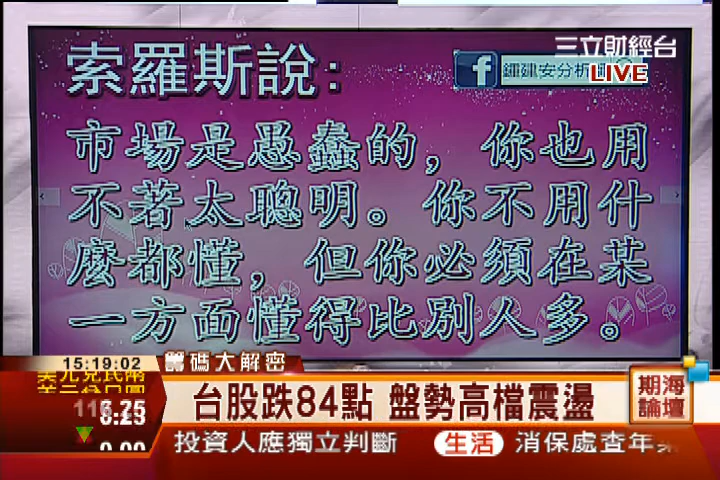 索羅斯說:
三立財經台
鍾建安分析師
LIVE
市場是愚蠢的，你也用
不著太聰明。你不用什
麼都懂，但你必須在某
一方面懂得比別人多。
15:19:02
碼大解密
台股跌84點 盤勢高檔震盪
期海
論壇
投資人應獨立判斷
生活
消保處查年